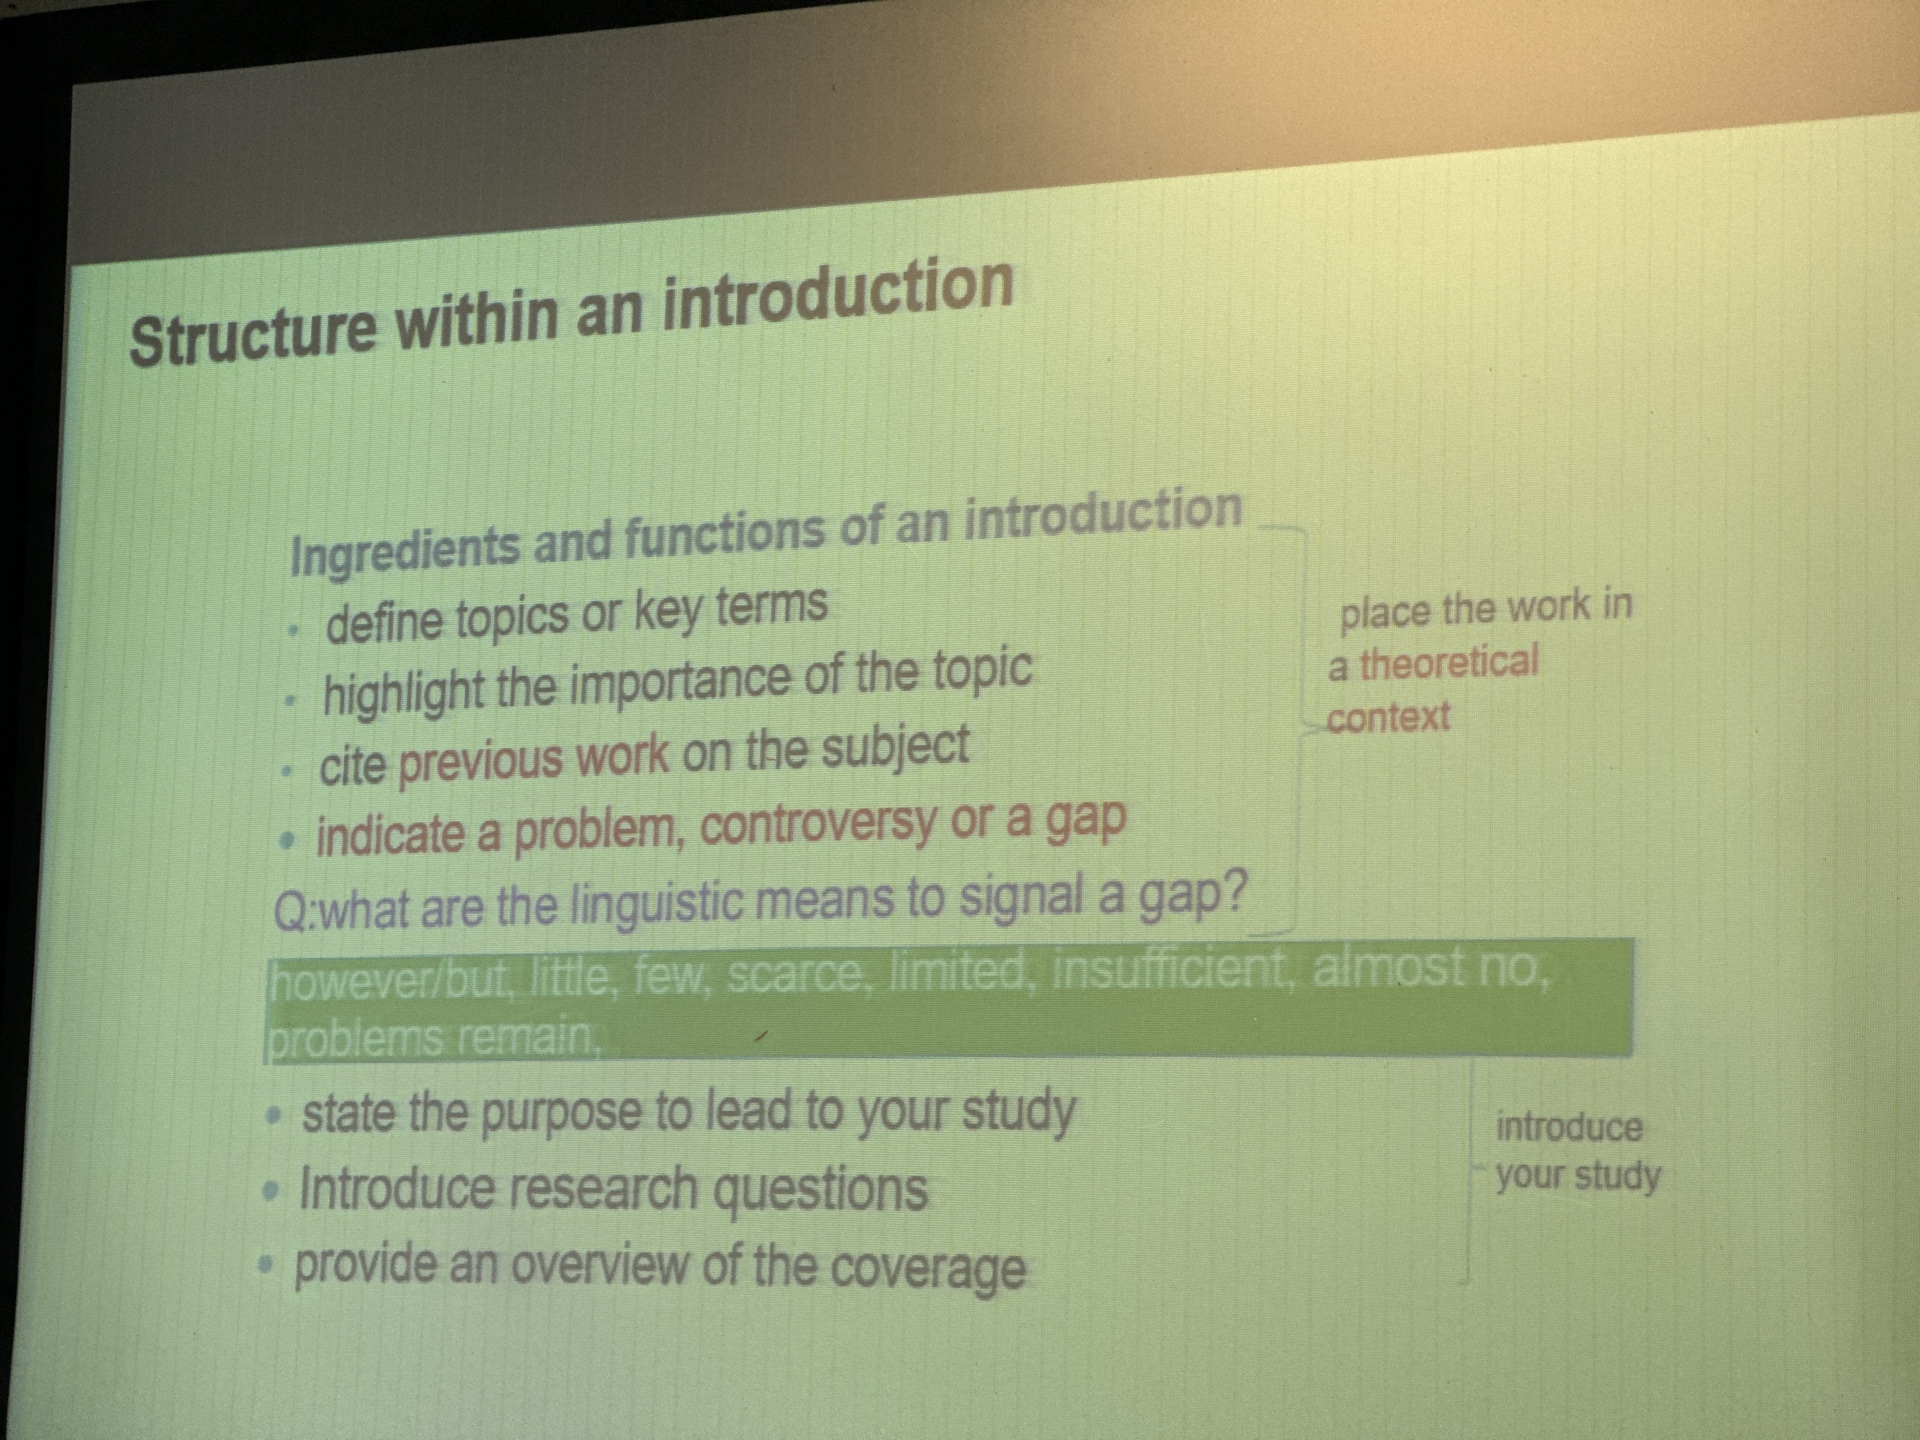 Structure within an introduction
Ingredients and functions of an introduction
• define topics or key terms
• highlight the importance of the topic
• cite previous work on the subject
• indicate a problem, controversy or a gap
place the work in
a theoretical
context
Q:what are the linguistic means to signal a gap?
however/but, little, few, scarce, limited, insufficient, almost no,
problems remain,
• state the purpose to lead to your study
• Introduce research questions
• provide an overview of the coverage
introduce
your study